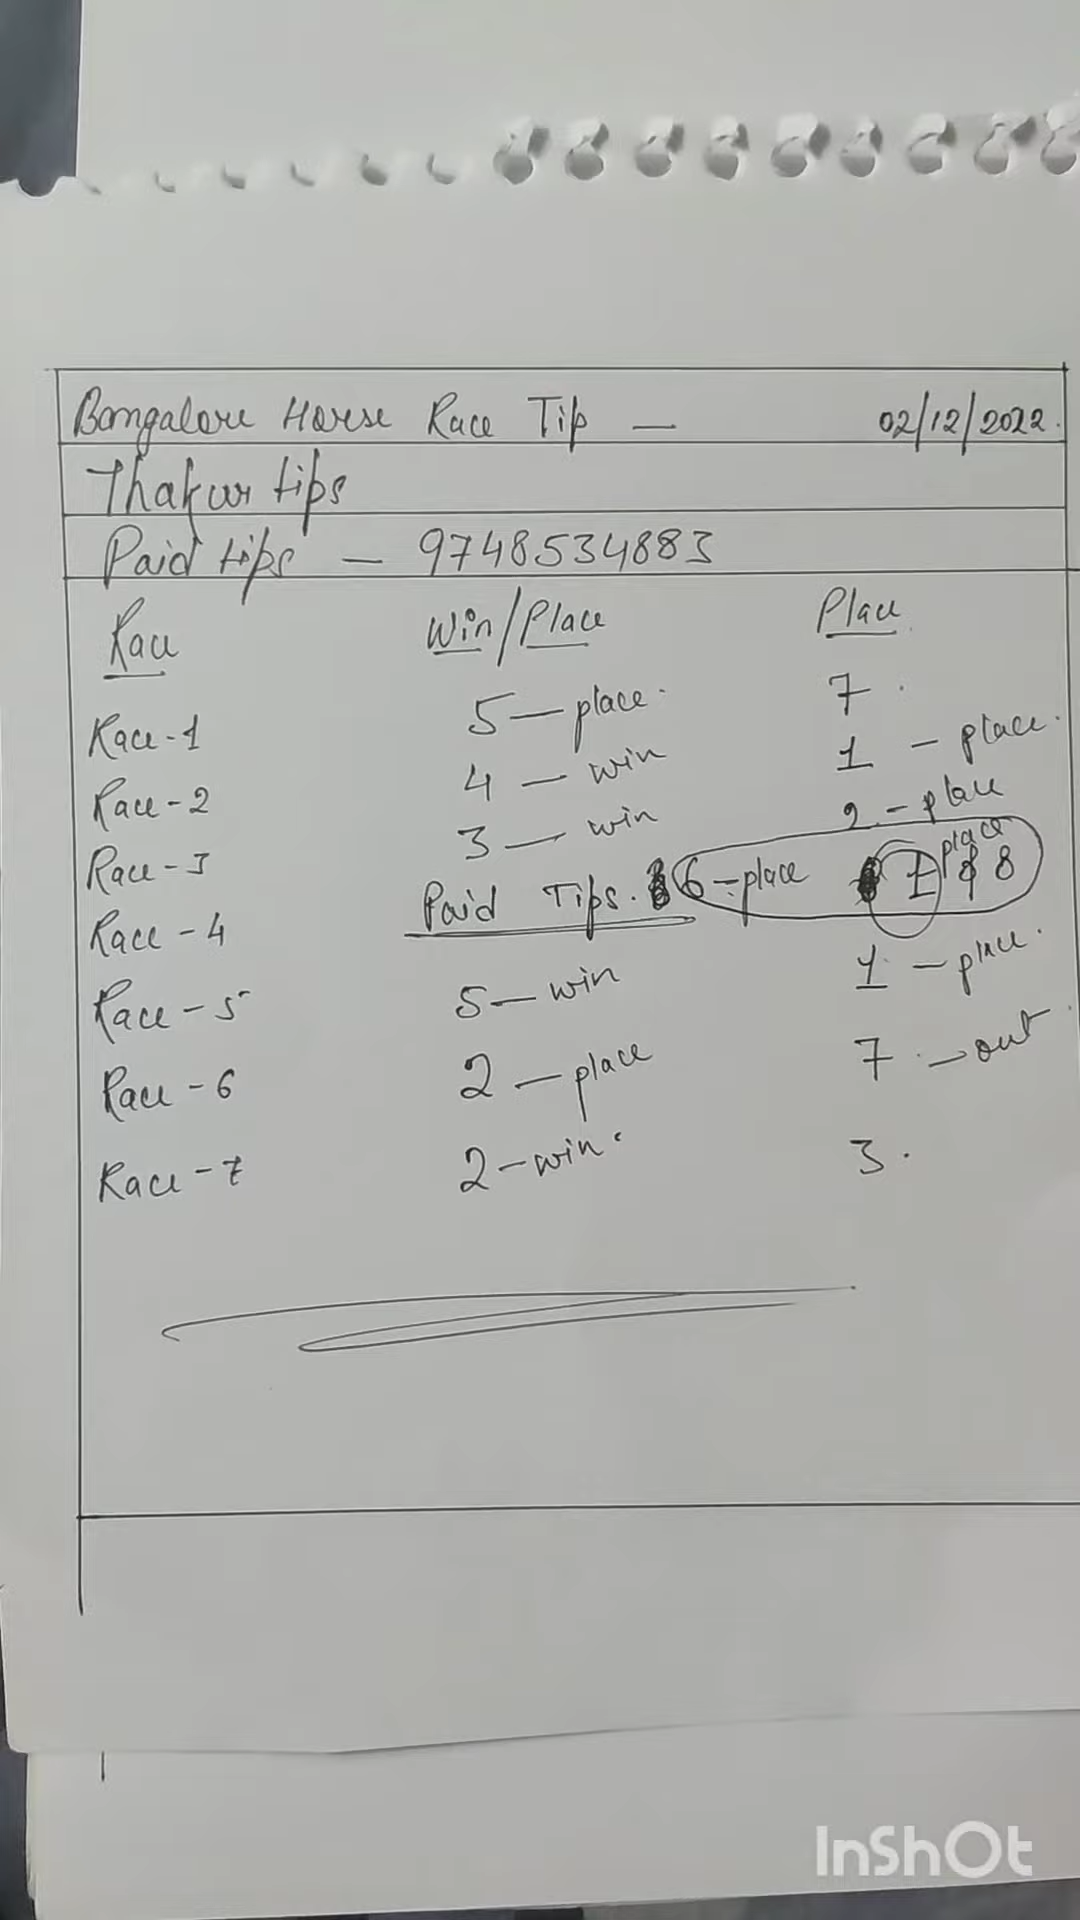 Bangalore Horse Race Tip — 02/12/2022.
Thakur tips
Paid tips — 9748534883
Race Win/Place Place
Race-1 5—place. 7.
Race-2 4 — win 1 - place.
Race-3 3 — win 2 - place
Race-4 Paid Tips. 6-place 1 place & 8
Race-5 5—win 1 - place.
Race-6 2 - place 7 - out
Race-7 2-win. 3.
InShOt